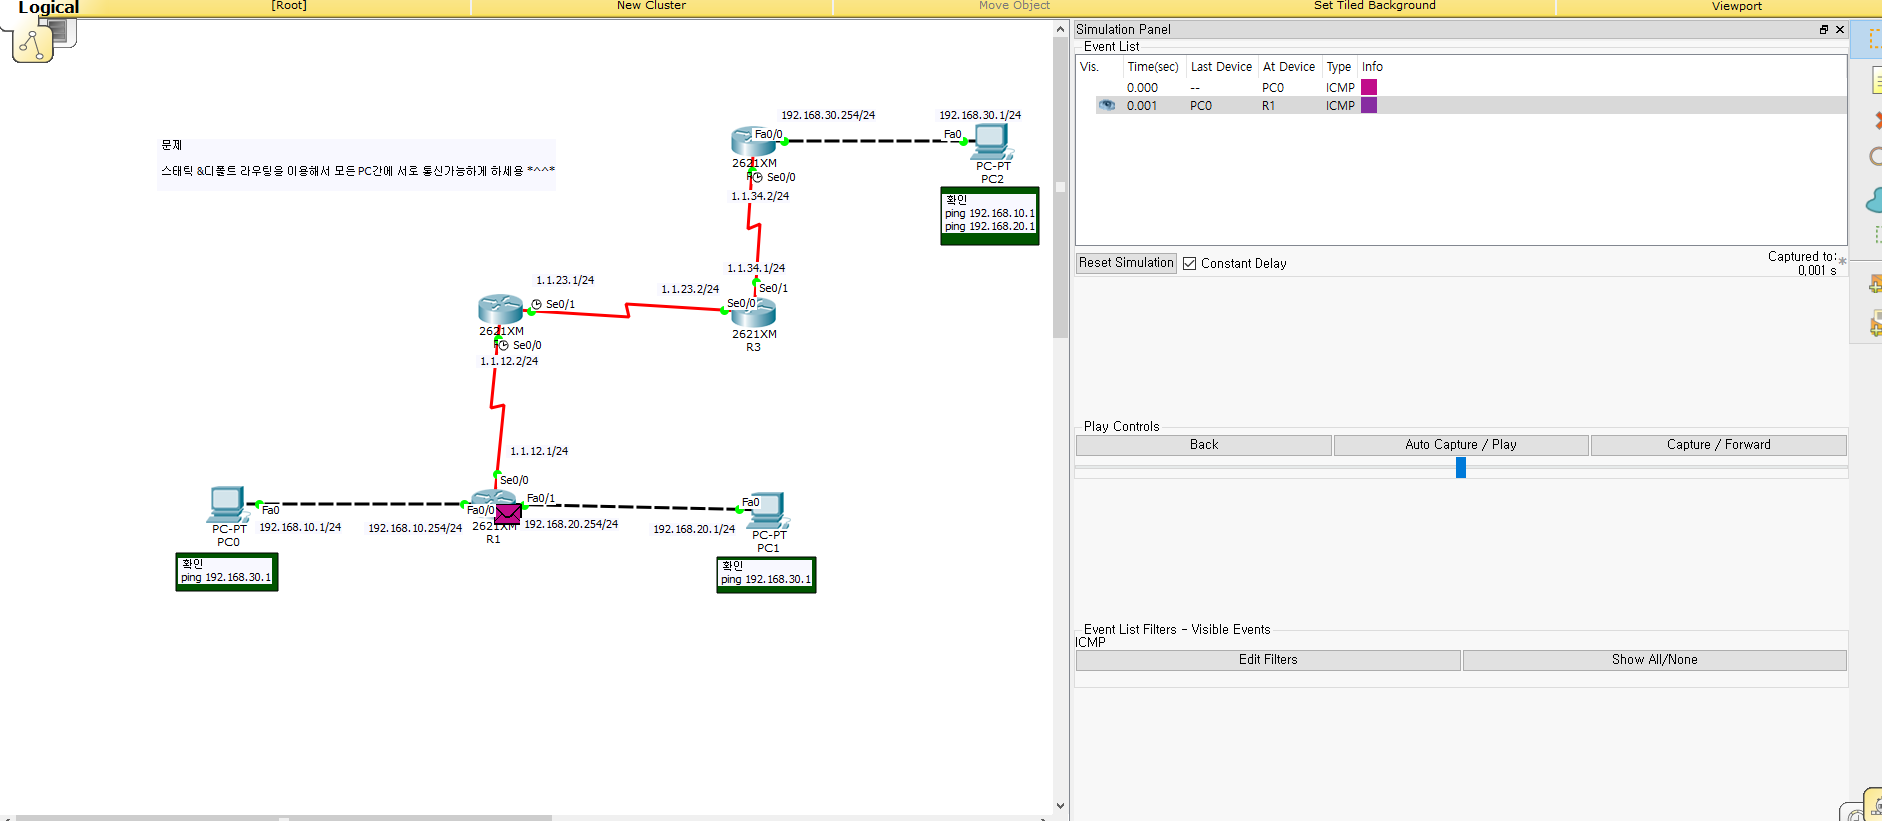 Logical
[Root]
New Cluster
Move Object
Set Tiled Background
Viewport
문제
스태틱 &디폴트 라우팅을 이용해서 모든 PC간에 서로 통신가능하게 하세용 *^^*
192.168.30.254/24
192.168.30.1/24
Fa0/0
Fa0
2621XM
PC-PT
PC2
Se0/0
1.1.34.2/24
확인
ping 192.168.10.1
ping 192.168.20.1
1.1.34.1/24
1.1.23.1/24
1.1.23.2/24
Se0/1
Se0/1
Se0/0
2621XM
2621XM
R3
Se0/0
1.1.12.2/24
1.1.12.1/24
Se0/0
Fa0/1
Fa0
Fa0/0
Fa0
192.168.10.1/24
192.168.10.254/24
2621XM
R1
192.168.20.254/24
192.168.20.1/24
PC-PT
PC0
PC-PT
PC1
확인
ping 192.168.30.1
확인
ping 192.168.30.1
Simulation Panel
Event List
Vis. Time(sec) Last Device At Device Type Info
0.000 -- PC0 ICMP
0.001 PC0 R1 ICMP
Reset Simulation
Constant Delay
Captured to:
0,001 s
*
Play Controls
Back
Auto Capture / Play
Capture / Forward
Event List Filters - Visible Events
ICMP
Edit Filters
Show All/None